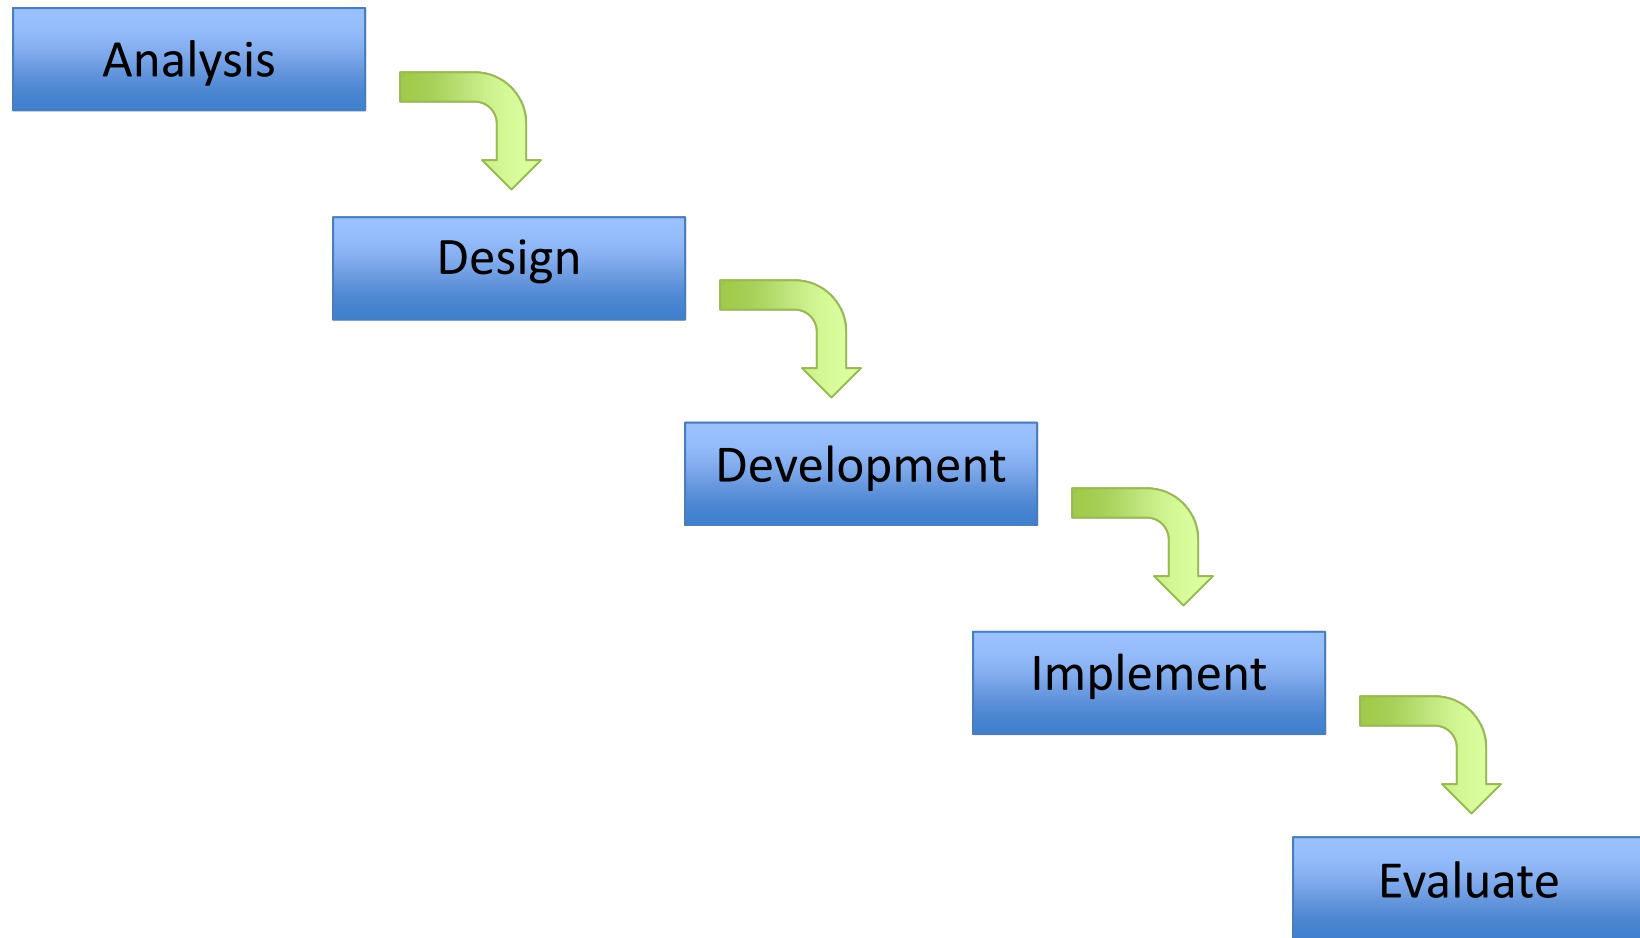 Analysis
Design
Development
Implement
Evaluate